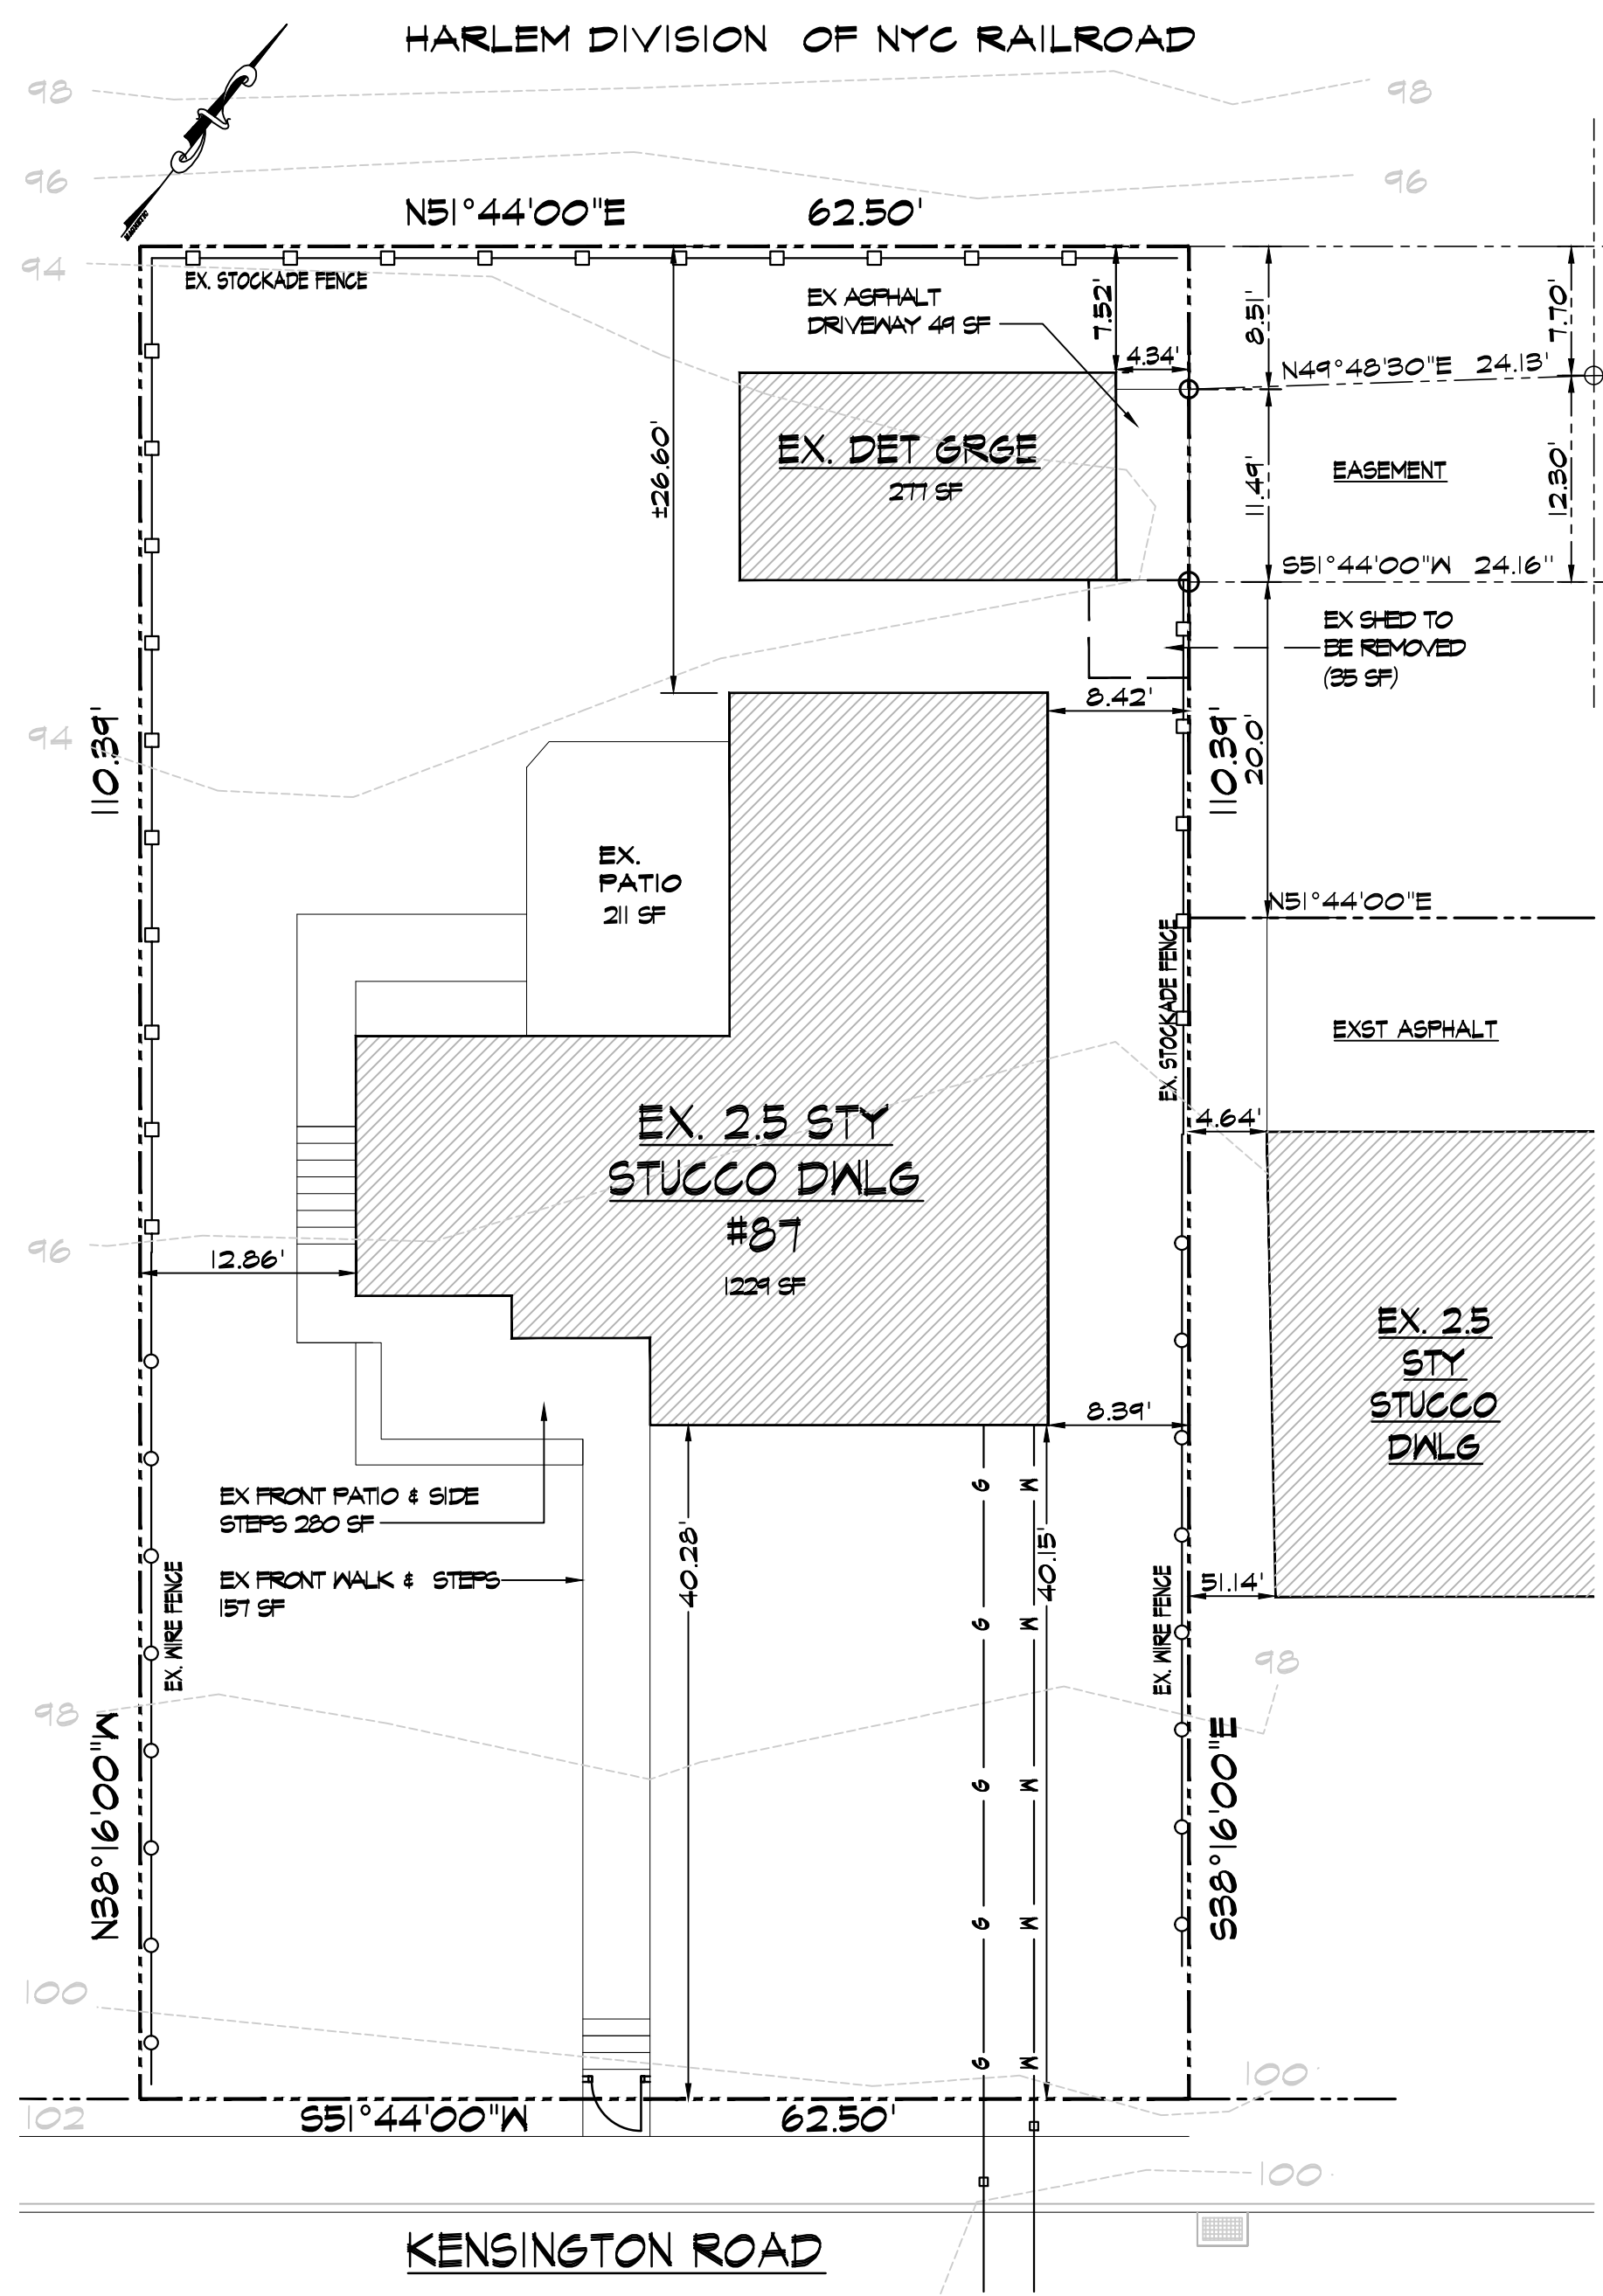 HARLEM DIVISION OF NYC RAILROAD
98
98
96
96
MAGNETIC
N51°44'00"E 62.50'
94
EX. STOCKADE FENCE
EX ASPHALT
DRIVEWAY 49 SF
7.52'
8.51'
7.70'
4.34'
N49°48'30"E 24.13'
±26.60'
EX. DET GRGE
277 SF
11.49'
EASEMENT
12.30'
S51°44'00"W 24.16"
EX SHED TO
BE REMOVED
(35 SF)
8.42'
94
110.39'
110.39'
20.0'
EX.
PATIO
211 SF
N51°44'00"E
EX. STOCKADE FENCE
EXST ASPHALT
4.64'
EX. 2.5 STY
STUCCO DWLG
#87
1229 SF
96
12.86'
EX. 2.5
STY
STUCCO
DWLG
8.39'
G W
EX FRONT PATIO & SIDE
STEPS 280 SF
40.28'
40.15'
EX FRONT WALK & STEPS
157 SF
51.14'
EX. WIRE FENCE
EX. WIRE FENCE
G W
98
98
N38°16'00"W
S38°16'00"E
G W
G W
100
G W
100
102
S51°44'00"W 62.50'
100
KENSINGTON ROAD